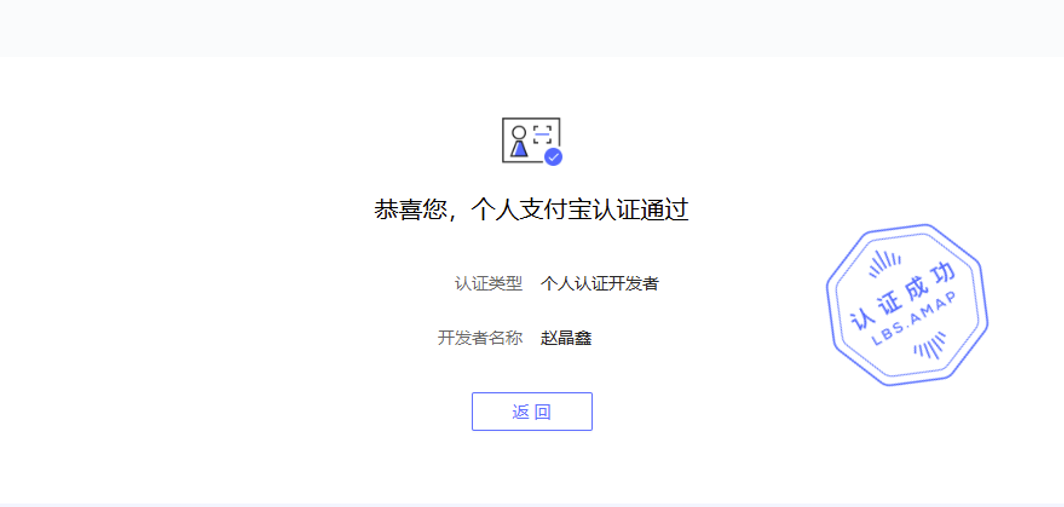 恭喜您，个人支付宝认证通过
认证类型 个人认证开发者
开发者名称 赵晶鑫
认证成功
LBS.AMAP
返回